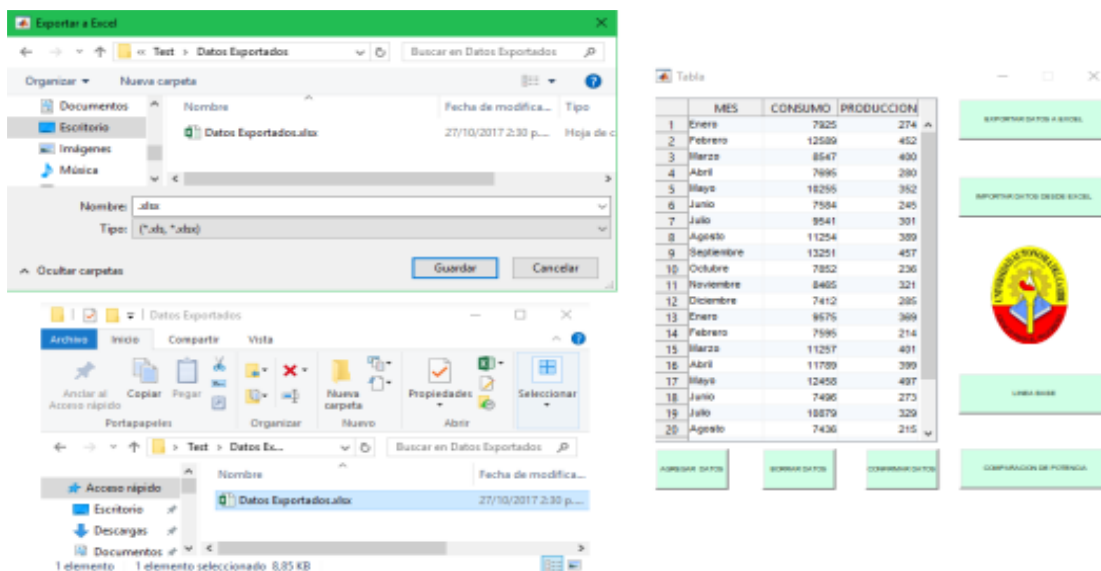 Exportar a Excel
« Test > Datos Exportados
Buscar en Datos Exportados
Organizar
Nueva carpeta
Documentos
Escritorio
Imágenes
Música
Nombre
Fecha de modifica...
Tipo
Datos Exportados.xlsx
27/10/2017 2:30 p....
Hoja de c
Nombre: .xlsx
Tipo: (*.xls, *.xlsx)
Ocultar carpetas
Guardar
Cancelar
Datos Exportados
Archivo
Inicio
Compartir
Vista
Anclar al
Acceso rápido
Copiar
Pegar
Nueva
carpeta
Propiedades
Seleccionar
Portapapeles
Organizar
Nuevo
Abrir
> Test > Datos Ex...
Buscar en Datos Exportados
Nombre
Fecha de modifica...
Acceso rápido
Escritorio
Descargas
Documentos
Datos Exportados.xlsx
27/10/2017 2:30 p....
1 elemento
1 elemento seleccionado 8,85 KB
Tabla
MES CONSUMO PRODUCCION
1 Enero 7925 274
2 Febrero 12589 452
3 Marzo 8547 400
4 Abril 7695 280
5 Mayo 10255 352
6 Junio 7584 245
7 Julio 9541 301
8 Agosto 11254 389
9 Septiembre 13251 457
10 Octubre 7852 236
11 Noviembre 8465 321
12 Diciembre 7412 285
13 Enero 9575 369
14 Febrero 7595 214
15 Marzo 11257 401
16 Abril 11789 399
17 Mayo 12458 497
18 Junio 7496 273
19 Julio 10879 329
20 Agosto 7436 215
EXPORTAR DATOS A EXCEL
IMPORTAR DATOS DESDE EXCEL
LINEA BASE
AGREGAR DATOS
BORRAR DATOS
CONFIRMAR DATOS
COMPARACION DE POTENCIA